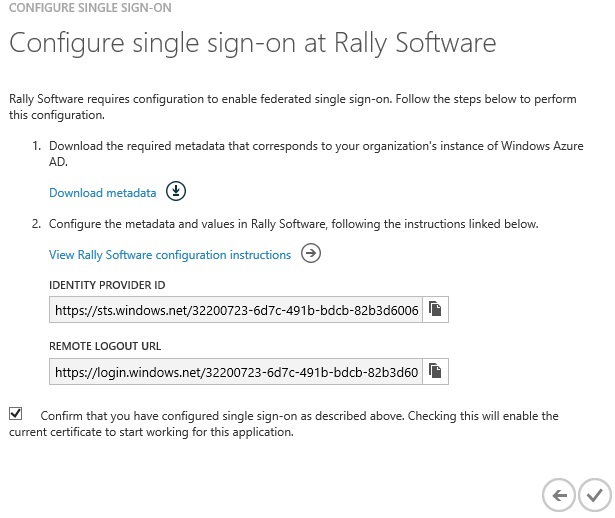 CONFIGURE SINGLE SIGN-ON
Configure single sign-on at Rally Software
Rally Software requires configuration to enable federated single sign-on. Follow the steps below to perform
this configuration.
1. Download the required metadata that corresponds to your organization's instance of Windows Azure
AD.
Download metadata
2. Configure the metadata and values in Rally Software, following the instructions linked below.
View Rally Software configuration instructions
IDENTITY PROVIDER ID
https://sts.windows.net/32200723-6d7c-491b-bdcb-82b3d6006
REMOTE LOGOUT URL
https://login.windows.net/32200723-6d7c-491b-bdcb-82b3d60
Confirm that you have configured single sign-on as described above. Checking this will enable the
current certificate to start working for this application.